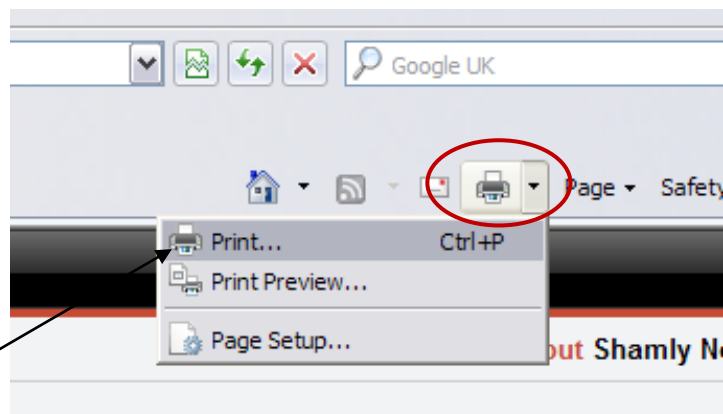 Google UK
Page Safety
Print... Ctrl+P
Print Preview...
Page Setup...
out Shamly